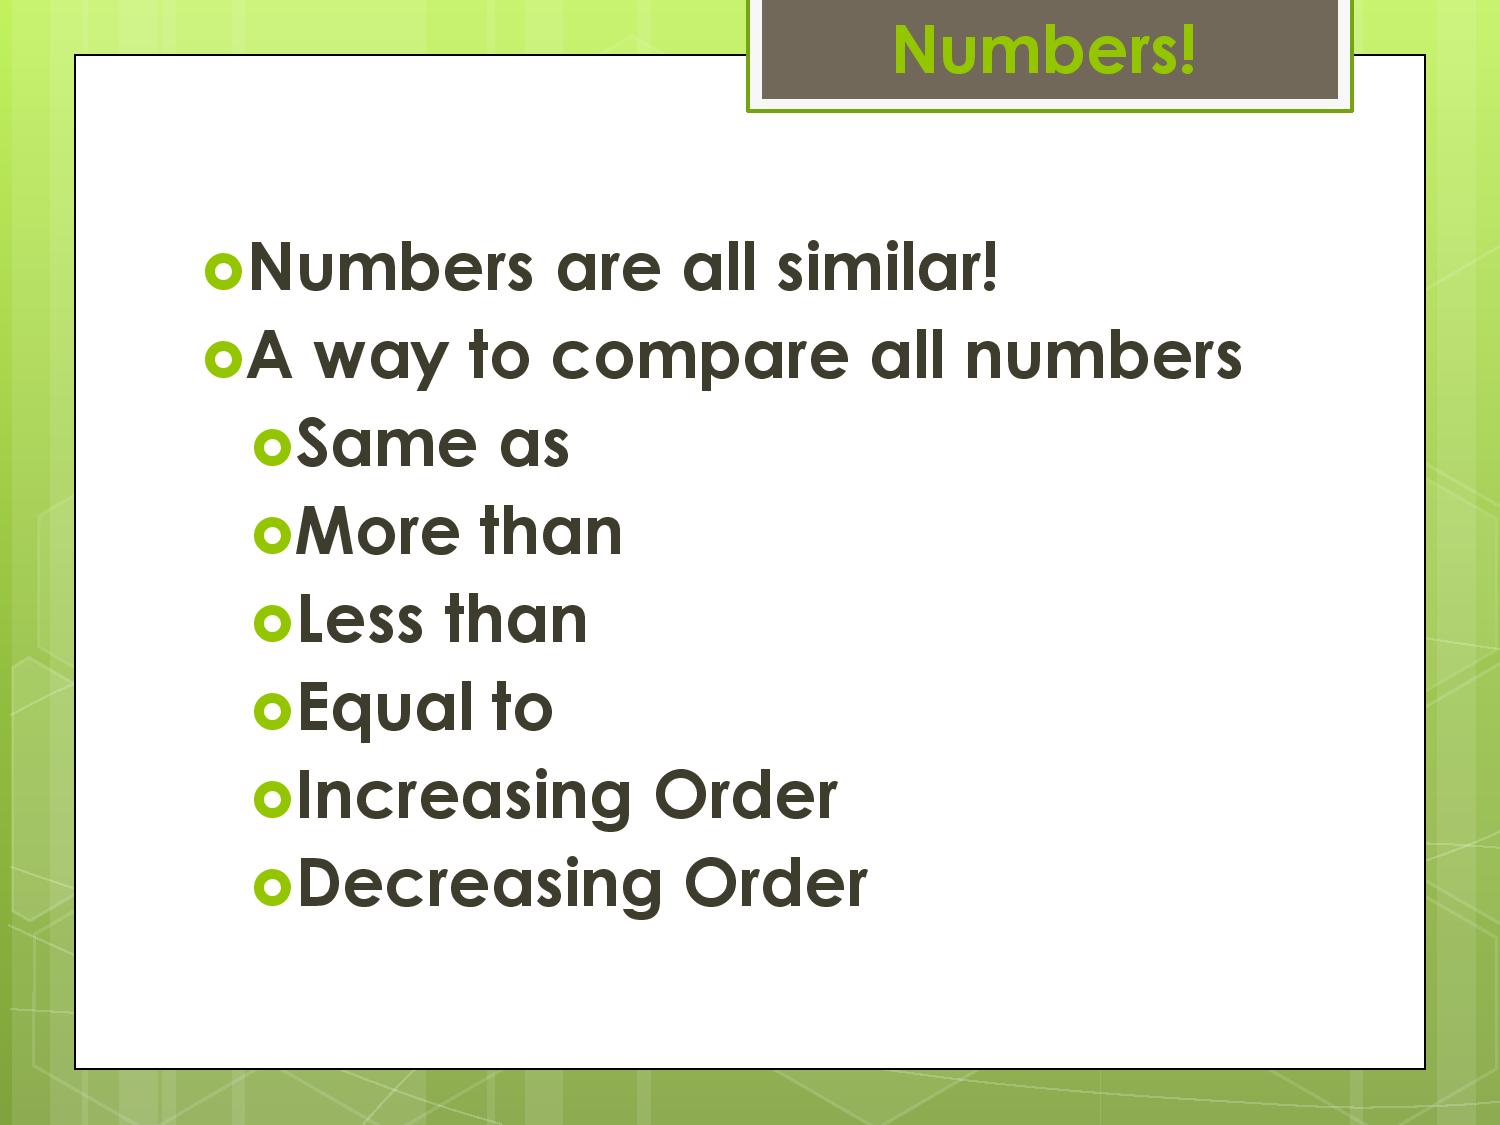 Numbers!
Numbers are all similar!
A way to compare all numbers
Same as
More than
Less than
Equal to
Increasing Order
Decreasing Order